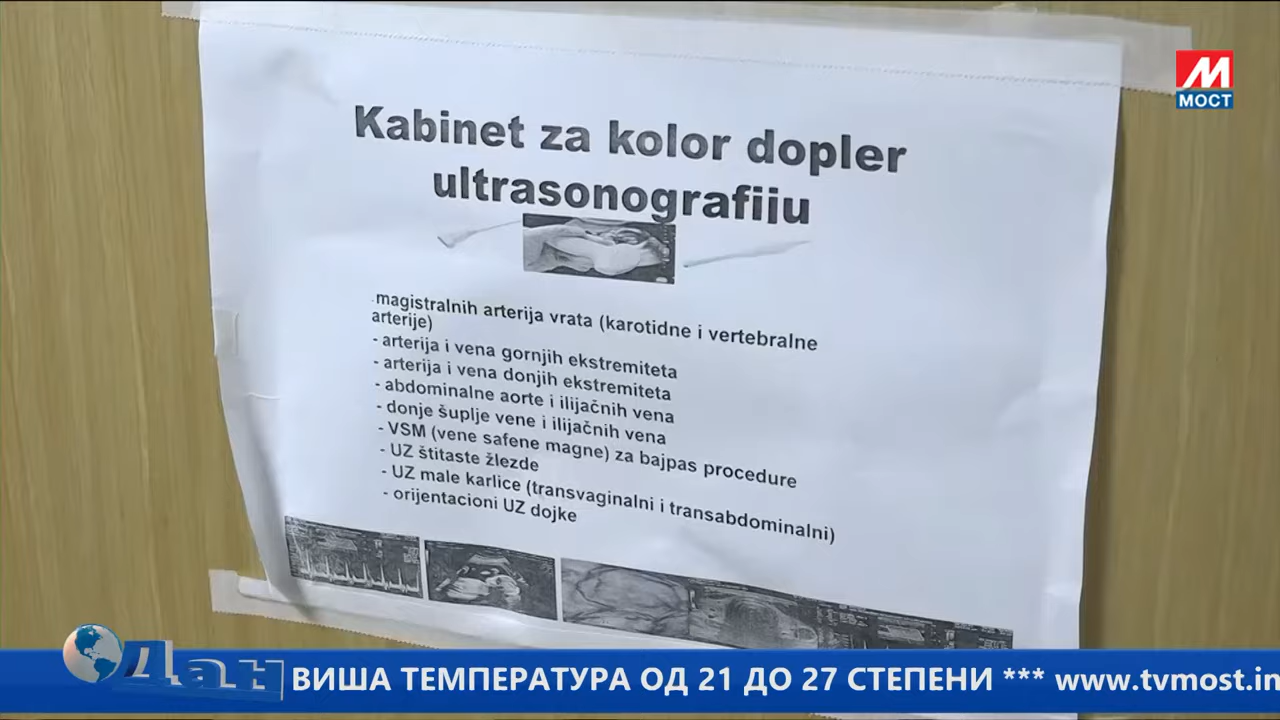 Kabinet za kolor dopler
ultrasonografiju
magistralnih arterija vrata (karotidne i vertebralne
arterije)
- arterija i vena gornjih ekstremiteta
- arterija i vena donjih ekstremiteta
- abdominalne aorte i ilijačnih vena
- donje šuplje vene i ilijačnih vena
- VSM (vene safene magne) za bajpas procedure
- UZ štitaste žlezde
- UZ male karlice (transvaginalni i transabdominalni)
- orijentacioni UZ dojke
М
МОСТ
Дан
ВИША ТЕМПЕРАТУРА ОД 21 ДО 27 СТЕПЕНИ *** www.tvmost.in